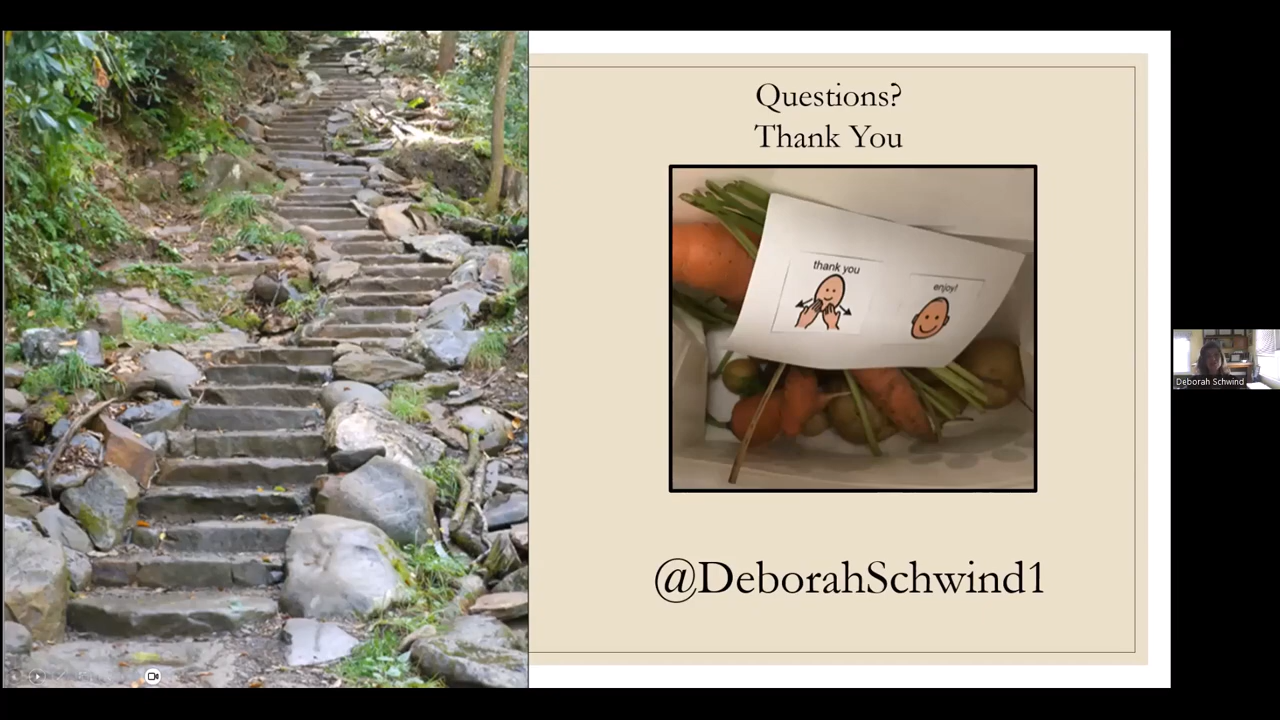 Questions?
Thank You
thank you
enjoy!
@DeborahSchwind1
Deborah Schwind